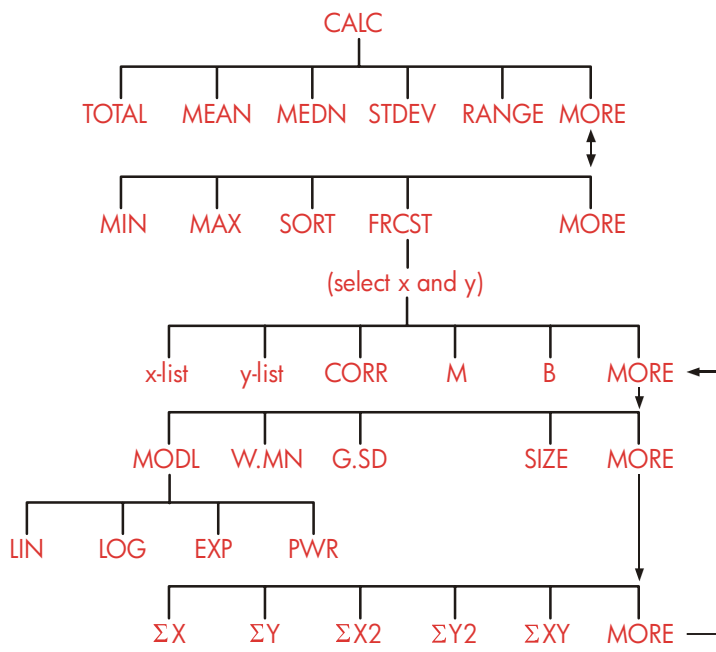 CALC
TOTAL MEAN MEDN STDEV RANGE MORE
MIN MAX SORT FRCST MORE
(select x and y)
x-list y-list CORR M B MORE
MODL W.MN G.SD SIZE MORE
LIN LOG EXP PWR
ΣX ΣY ΣX2 ΣY2 ΣXY MORE